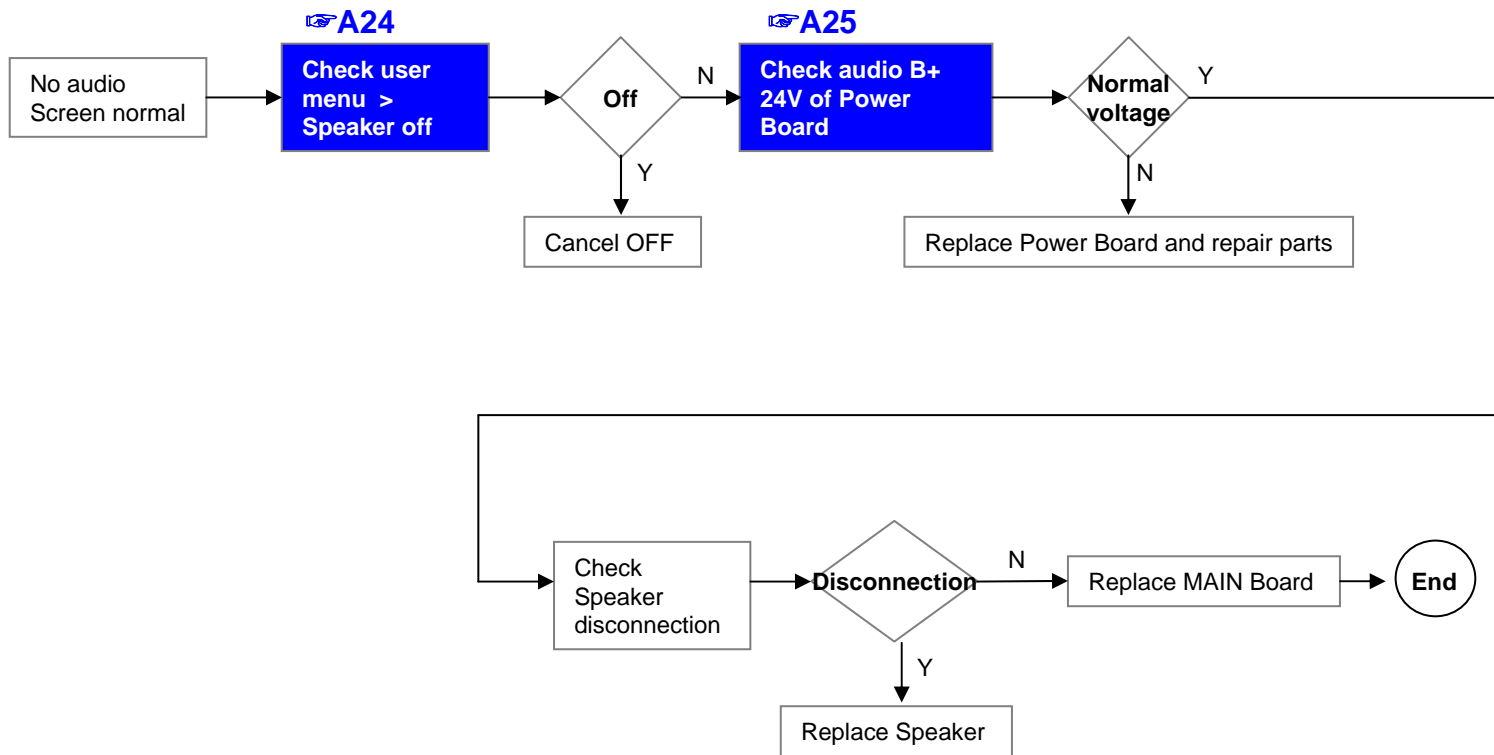 ☞A24
☞A25
No audio
Screen normal
Check user
menu >
Speaker off
Off
N
Check audio B+
24V of Power
Board
Normal
voltage
Y
Y
N
Cancel OFF
Replace Power Board and repair parts
Check
Speaker
disconnection
Disconnection
N
Replace MAIN Board
End
Y
Replace Speaker